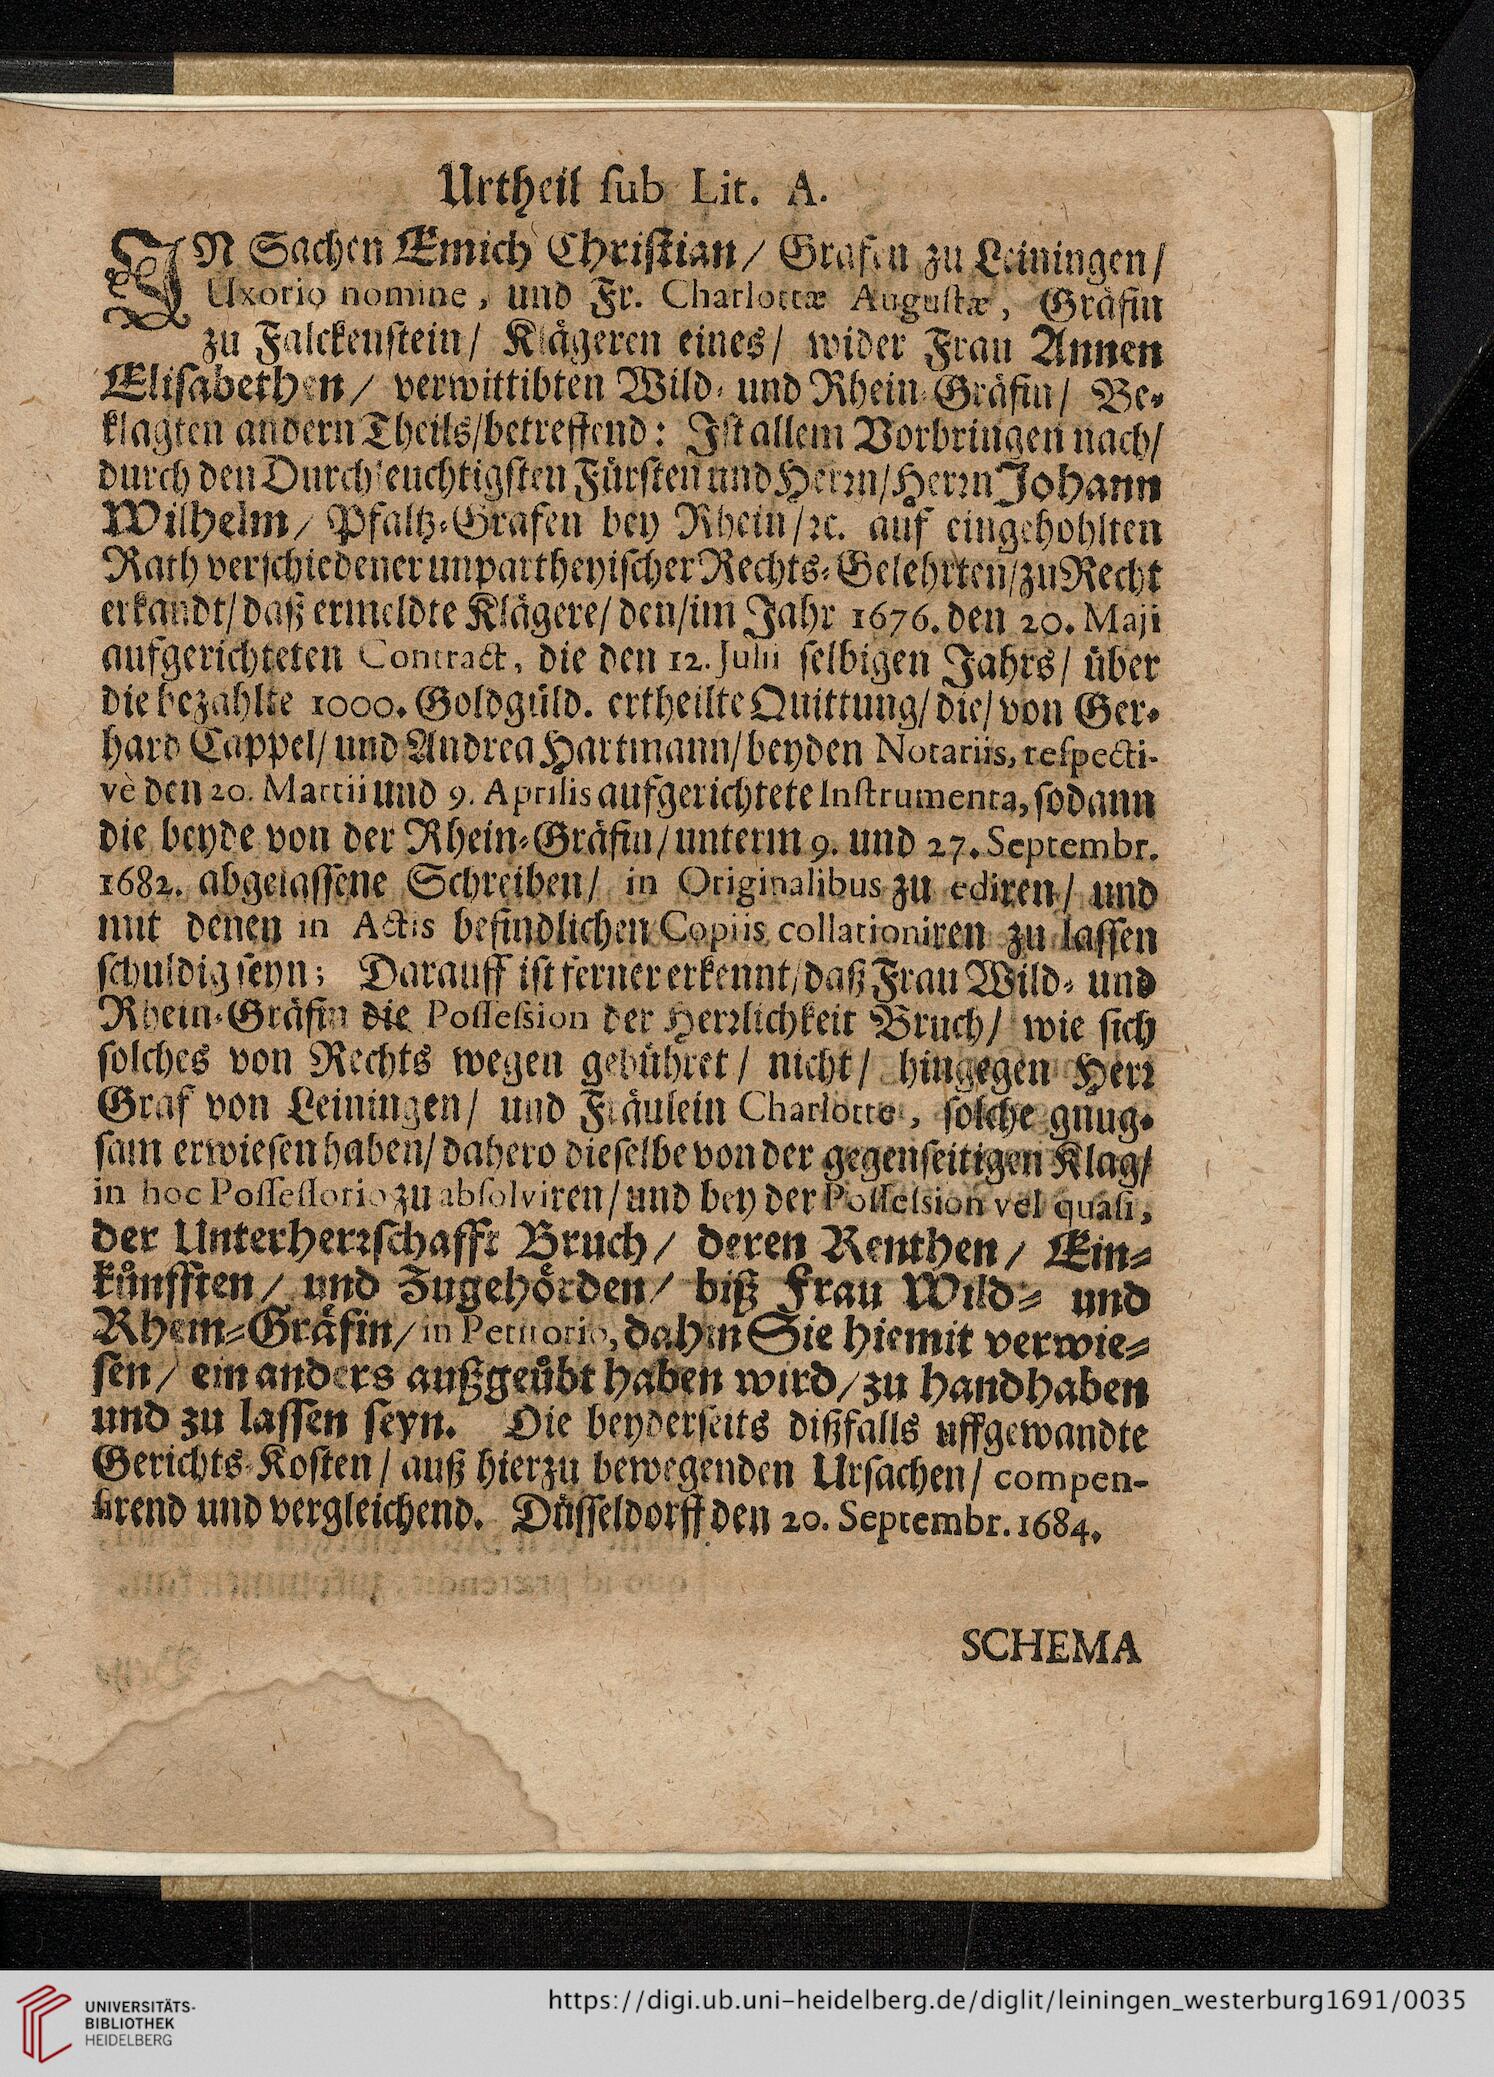 Urtheil ſub Lit. A.
IN Sachen Emich Chriſtian/ Grafen zu Leiningen/
Uxorio nomine, und Fr. Charlottæ Auguſtæ, Gräfin
zu Falckenſtein/ Klägeren eines/ wider Frau Annen
Eliſabethen/ verwittibten Wild- und Rhein-Gräfin/ Be-
klagten andern Theils/betreffend: Iſt allem Vorbringen nach/
durch den Durchleuchtigſten Fürſten und Herꝛn/Herꝛn Johann
Wilhelm/ Pfaltz-Grafen bey Rhein/ꝛc. auf eingehohlten
Rath verſchiedener unpartheyiſcher Rechts-Gelehrten/zu Recht
erkandt/ daß ermeldte Klägere/ den/im Jahr 1676. den 20. Maji
aufgerichteten Contract, die den 12. Julii ſelbigen Jahrs/ über
die bezahlte 1000. Goldgüld. ertheilte Quittung/ die/ von Ger-
hard Cappel/ und Andrea Hartmann/ beyden Notariis, reſpecti-
vè den 20. Martii und 9. Aprilis aufgerichtete Inſtrumenta, ſodann
die beyde von der Rhein-Gräfin/ unterm 9. und 27. Septembr.
1682. abgelaſſene Schreiben/ in Originalibus zu ediren/ und
mit denen in Actis befindlichen Copiis collationiren zu laſſen
ſchuldig ſeyn; Darauff iſt ferner erkennt/ daß Frau Wild- und
Rhein-Gräfin die Poſſeſsion der Herꝛlichkeit Bruch/ wie ſich
ſolches von Rechts wegen gebühret/ nicht/ hingegen Herꝛ
Graf von Leiningen/ und Fräulein Charlotte, ſolche gnug-
ſam erwieſen haben/ dahero dieſelbe von der gegenſeitigen Klag/
in hoc Poſſeſſorio zu abſolviren/ und bey der Poſſeſsion vel quaſi,
der Unterherꝛſchafft Bruch/ deren Renthen/ Ein-
kůnfften/ und Zugehörden/ biß Frau Wild- und
Rhein-Gräfin/ in Petitorio, dahin Sie hiemit verwie-
ſen/ ein anders außgeůbt haben wird/ zu handhaben
und zu laſſen ſeyn. Die beyderſeits dißfalls uffgewandte
Gerichts-Koſten/ auß hierzu bewegenden Urſachen/ compen-
ſirend und vergleichend. Düſſeldorff den 20. Septembr. 1684.
SCHEMA
https://digi.ub.uni-heidelberg.de/diglit/leiningen_westerburg1691/0035
UNIVERSITÄTS-
BIBLIOTHEK
HEIDELBERG